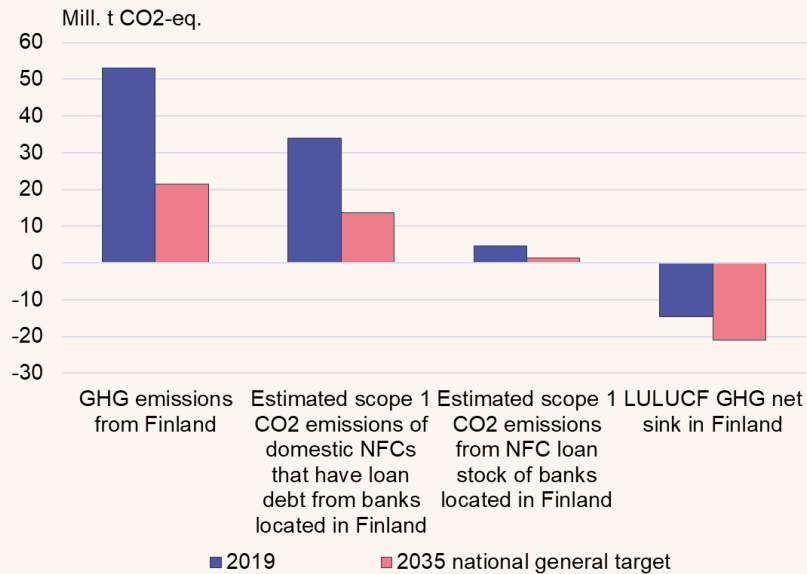 Mill. t CO2-eq.
60
50
40
30
20
10
0
-10
-20
-30
GHG emissions
from Finland
Estimated scope 1
CO2 emissions of
domestic NFCs
that have loan
debt from banks
located in Finland
Estimated scope 1
CO2 emissions
from NFC loan
stock of banks
located in Finland
LULUCF GHG net
sink in Finland
2019
2035 national general target